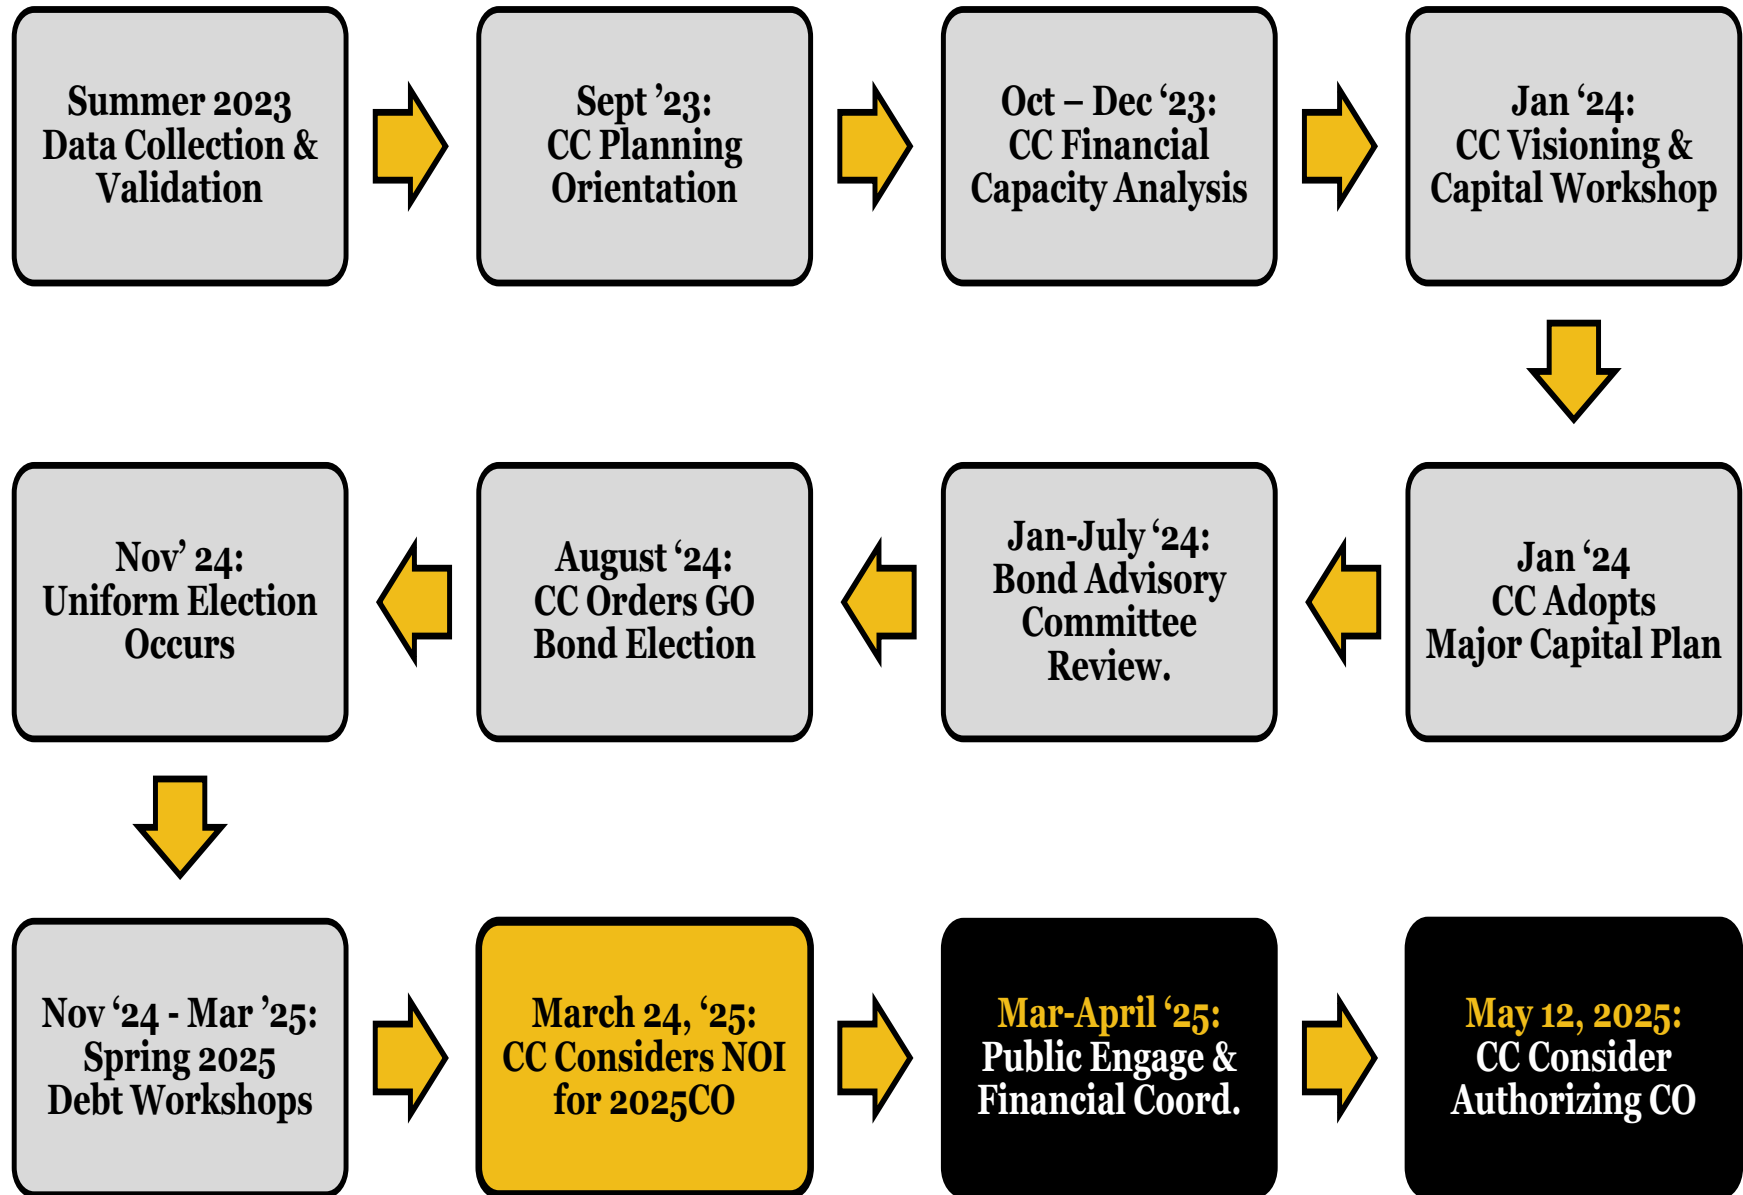 Summer 2023
Data Collection &
Validation
Sept ’23:
CC Planning
Orientation
Oct – Dec ‘23:
CC Financial
Capacity Analysis
Jan ‘24:
CC Visioning &
Capital Workshop
Jan ‘24
CC Adopts
Major Capital Plan
Jan-July ‘24:
Bond Advisory
Committee
Review.
August ‘24:
CC Orders GO
Bond Election
Nov’ 24:
Uniform Election
Occurs
Nov ‘24 - Mar ’25:
Spring 2025
Debt Workshops
March 24, ‘25:
CC Considers NOI
for 2025CO
Mar-April ‘25:
Public Engage &
Financial Coord.
May 12, 2025:
CC Consider
Authorizing CO